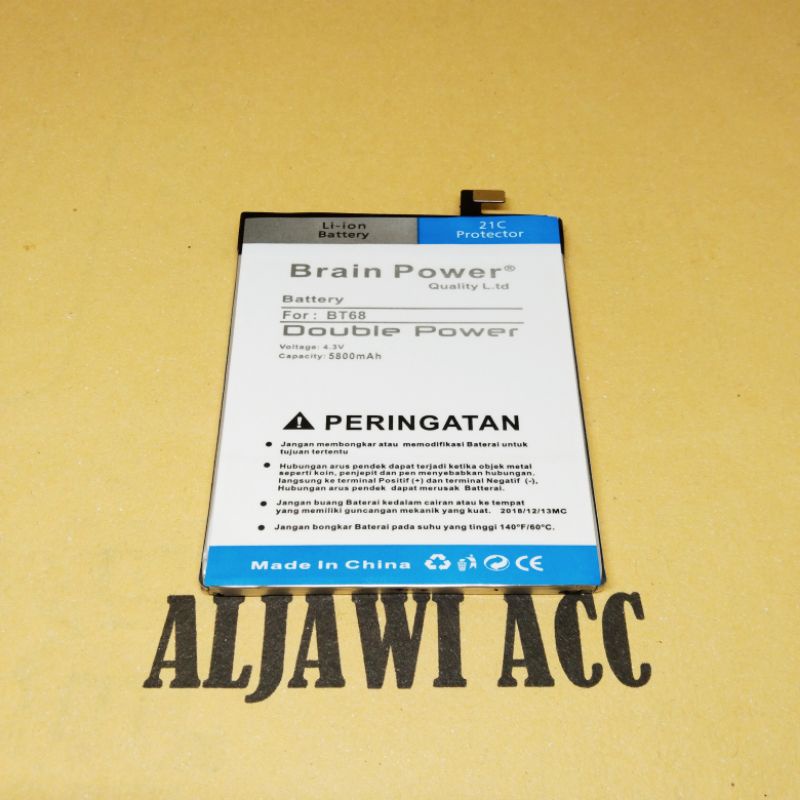 Li-ion
Battery
21C
Protector
Brain Power®
Quality L.td
Battery
For : BT68
Double Power
Voltage: 4.3V
Capacity: 5800mAh
PERINGATAN
● Jangan membongkar atau memodifikasi Baterai untuk
tujuan tertentu
● Hubungan arus pendek dapat terjadi ketika objek metal
seperti koin, penjepit dan pen menyebabkan hubungan,
langsung ke terminal Positif (+) dan terminal Negatif (-),
Hubungan arus pendek dapat merusak Batterai.
● Jangan buang Baterai kedalam cairan atau ke tempat
yang memiliki guncangan mekanik yang kuat. 2018/12/13MC
● Jangan bongkar Baterai pada suhu yang tinggi 140°F/60°C.
Made In China
CE
ALJAWI ACC